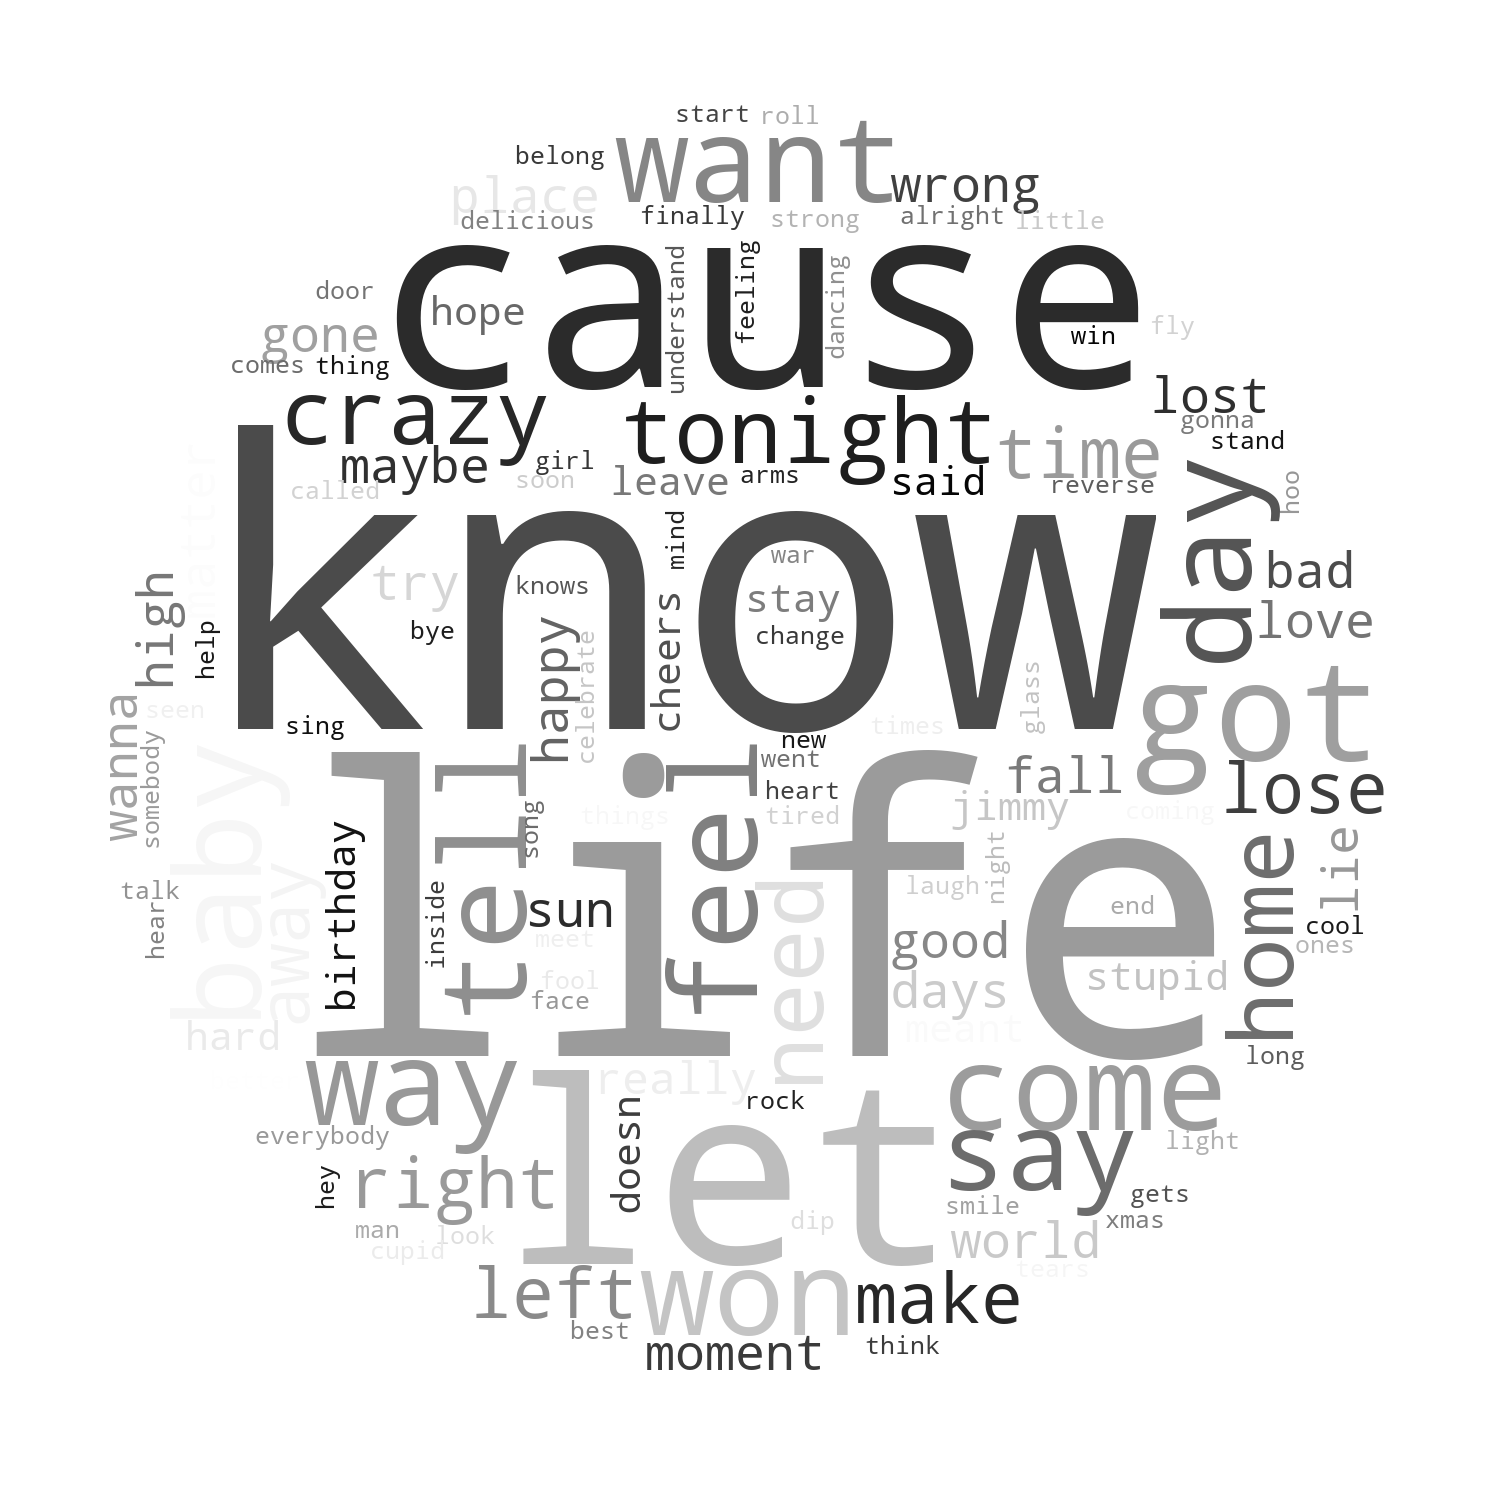 start
roll
want
belong
wrong
place
delicious
finally
strong
alright
little
cause
understand
feeling
dancing
door
hope
gone
win
fly
comes
thing
crazy
tonight
lost
gonna
time
stand
maybe
girl
leave
arms
said
reverse
called
soon
matter
know
day
hoo
mind
war
bad
try
knows
stay
high
help
bye
happy
cheers
change
love
celebrate
got
glass
wanna
seen
somebody
sing
times
new
went
baby
tell
life
feel
fall
lose
heart
jimmy
song
things
tired
coming
away
birthday
inside
sun
need
laugh
night
home
lie
talk
hear
end
cool
ones
meet
good
fool
face
days
stupid
hard
meant
long
way
let
really
come
rock
doesn
everybody
say
light
hey
right
gets
smile
xmas
man
look
dip
cupid
world
tears
left
won
make
best
moment
think